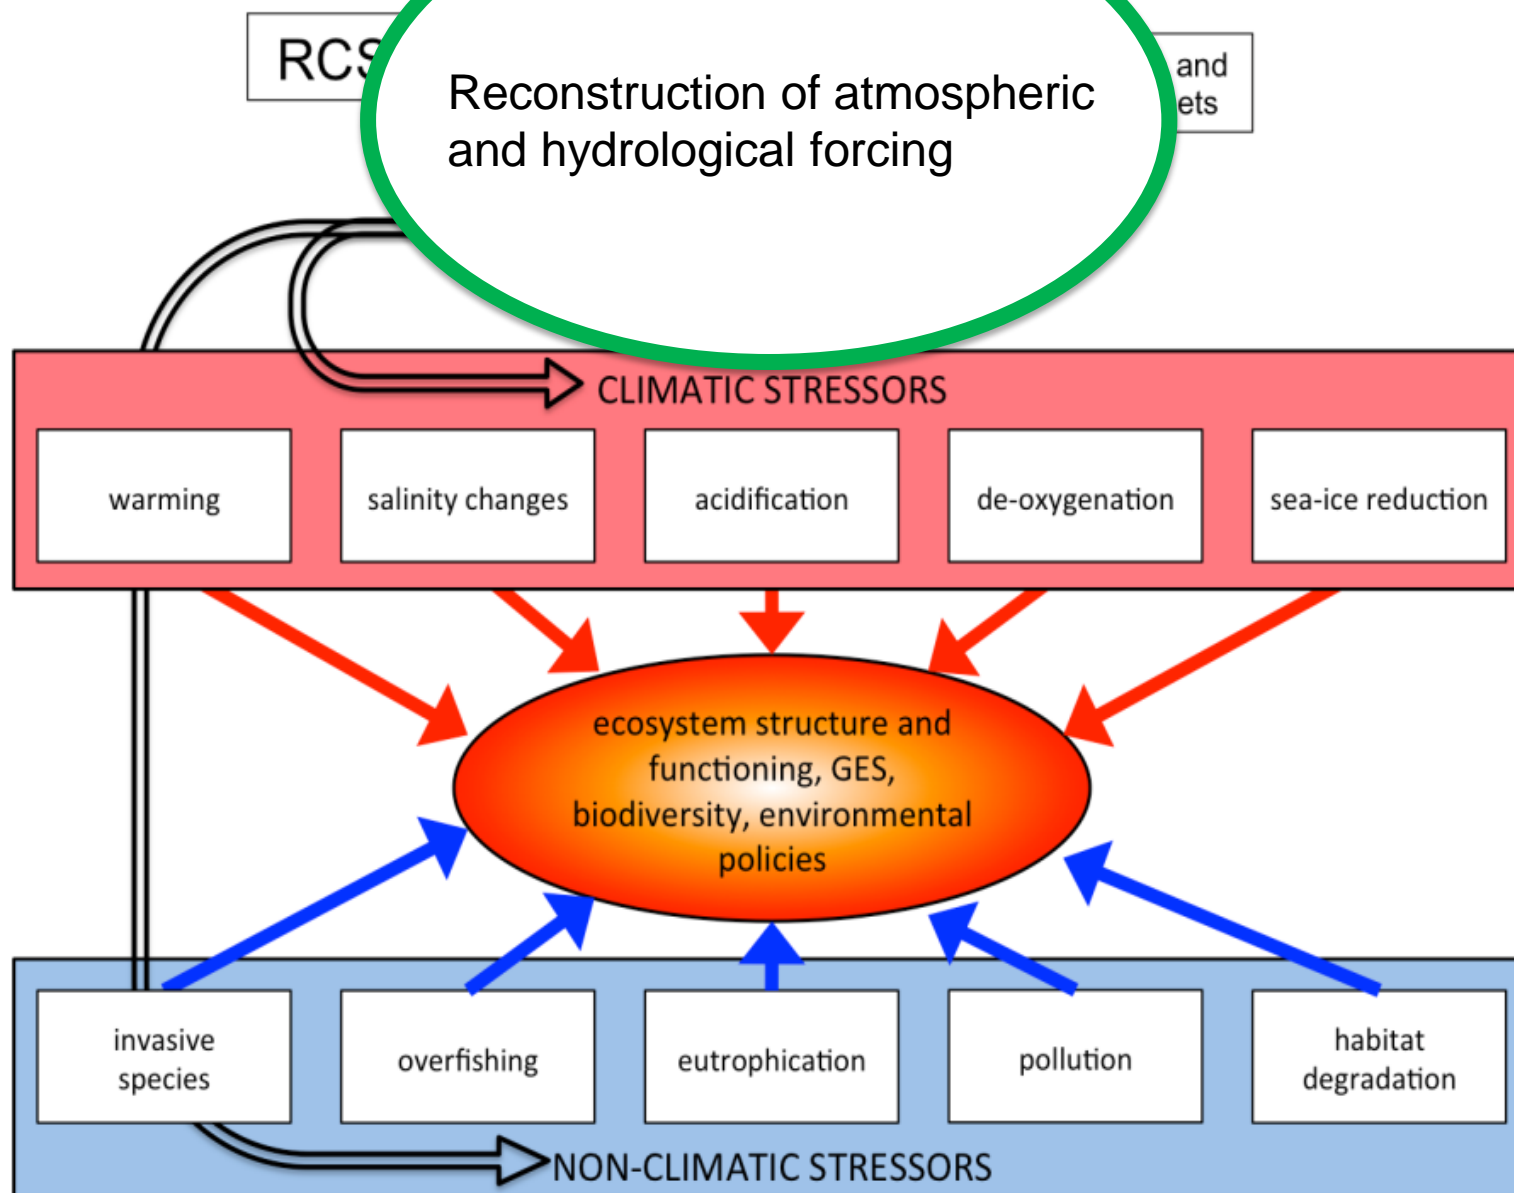 RCS
and
ets
Reconstruction of atmospheric
and hydrological forcing
CLIMATIC STRESSORS
warming
salinity changes
acidification
de-oxygenation
sea-ice reduction
ecosystem structure and
functioning, GES,
biodiversity, environmental
policies
invasive
species
overfishing
eutrophication
pollution
habitat
degradation
NON-CLIMATIC STRESSORS